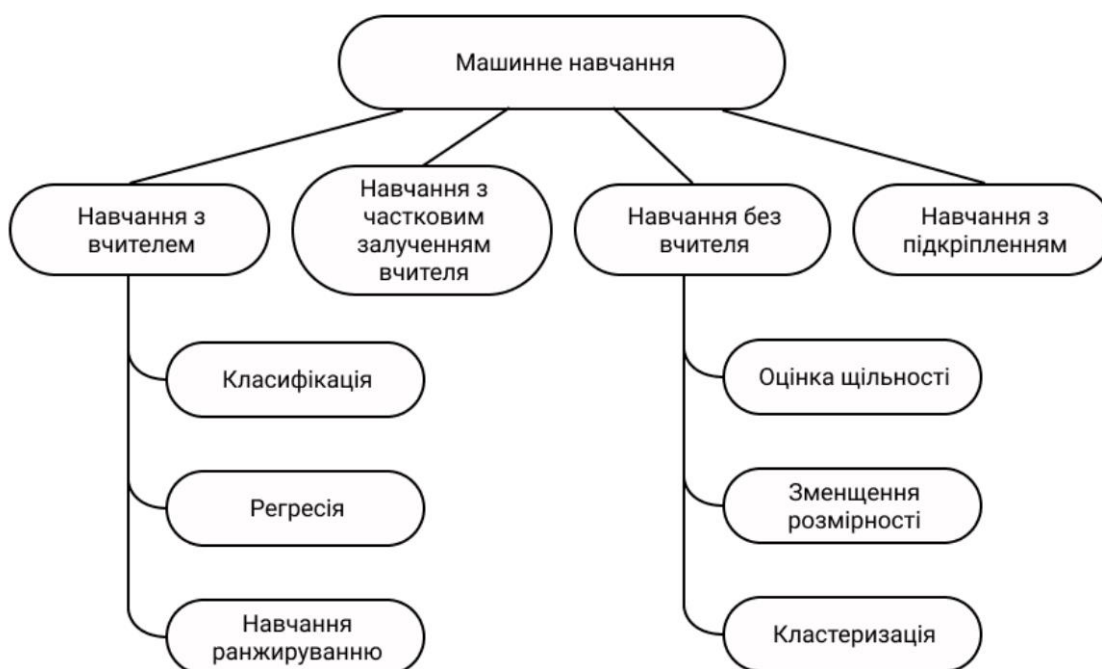 Машинне навчання
Навчання з
вчителем
Навчання з
частковим
залученням
вчителя
Навчання без
вчителя
Навчання з
підкріпленням
Класифікація
Регресія
Навчання
ранжируванню
Оцінка щільності
Зменщення
розмірності
Кластеризація